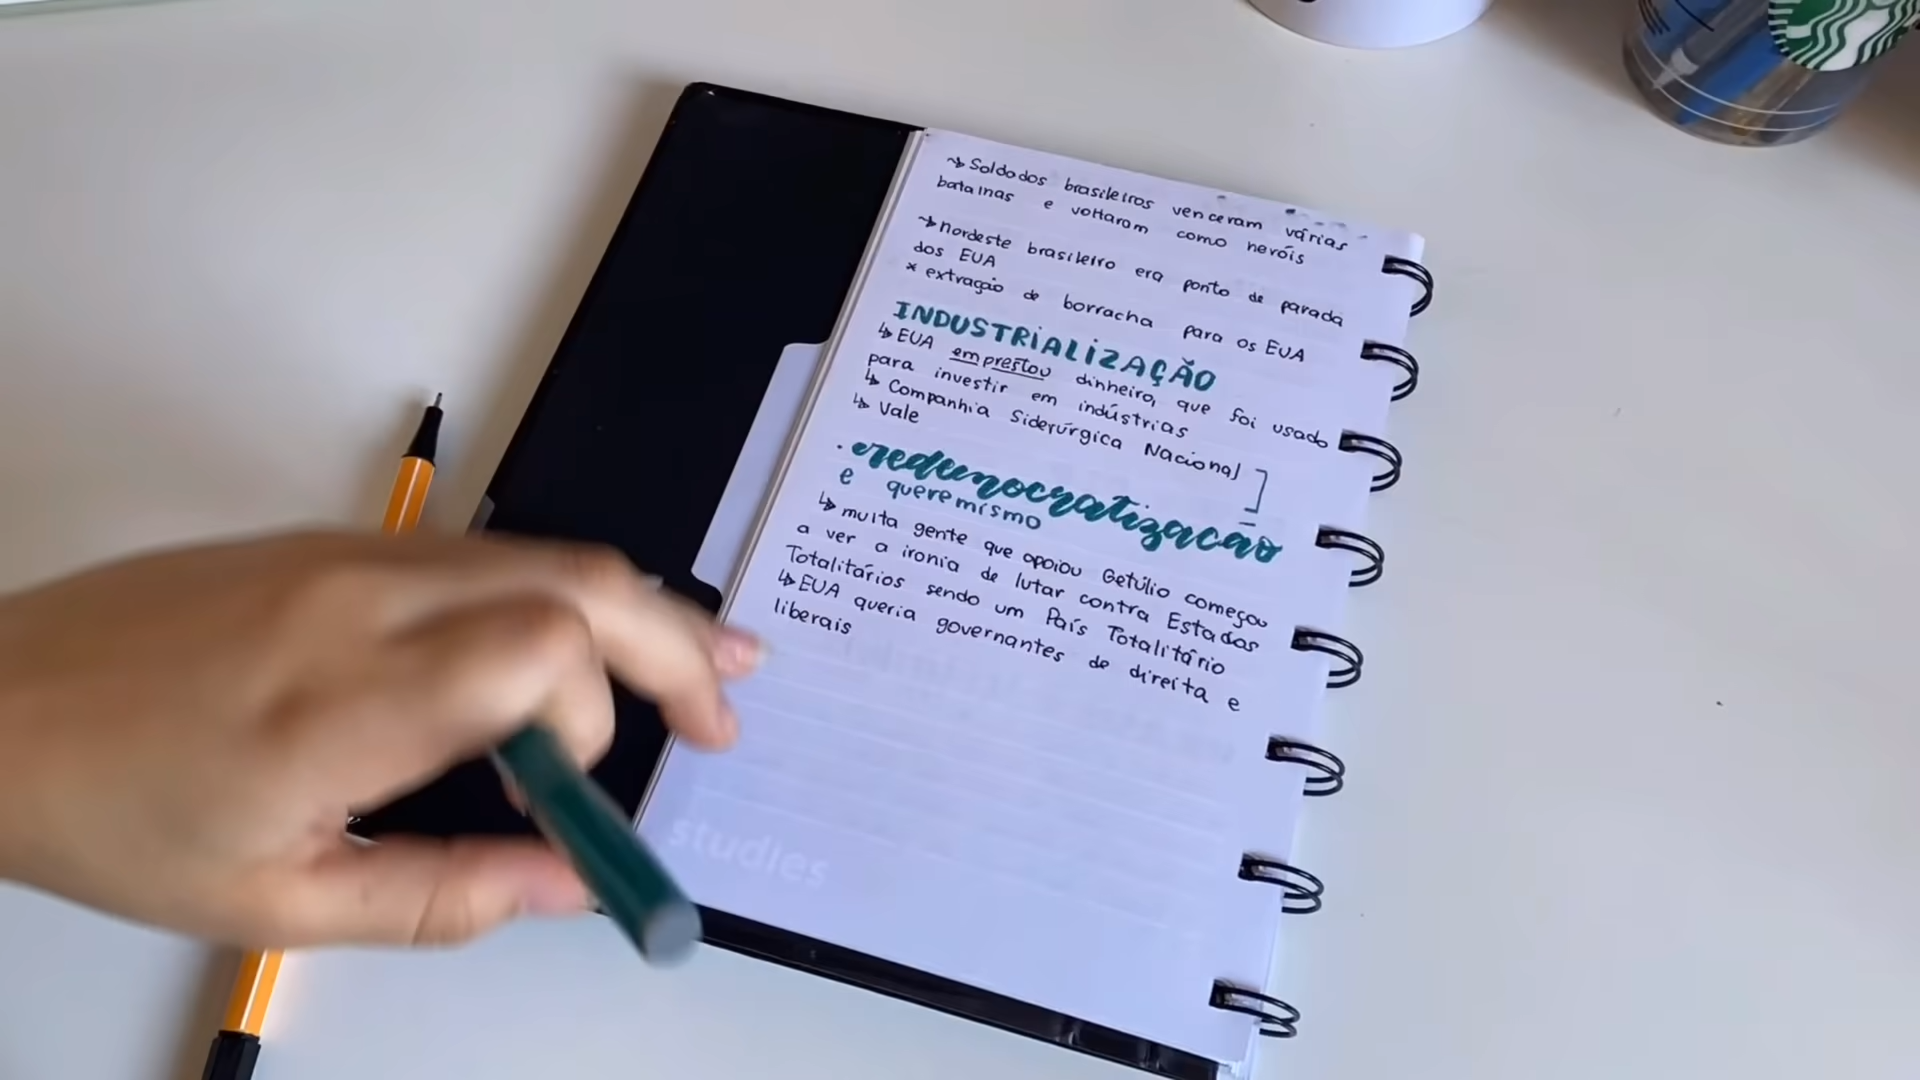 ↳ Soldados brasileiros venceram várias
batalhas e voltaram como heróis
↳ nordeste brasileiro era ponto de parada
dos EUA
* extração de borracha para os EUA
INDUSTRIALIZAÇÃO
↳ EUA emprestou dinheiro, que foi usado
para investir em indústrias
↳ Companhia Siderúrgica Nacional
↳ Vale
. redemocratização
e queremismo
↳ muita gente que apoiou Getúlio começou
a ver a ironia de lutar contra Estados
Totalitários sendo um País Totalitário
↳ EUA queria governantes de direita e
liberais
studies